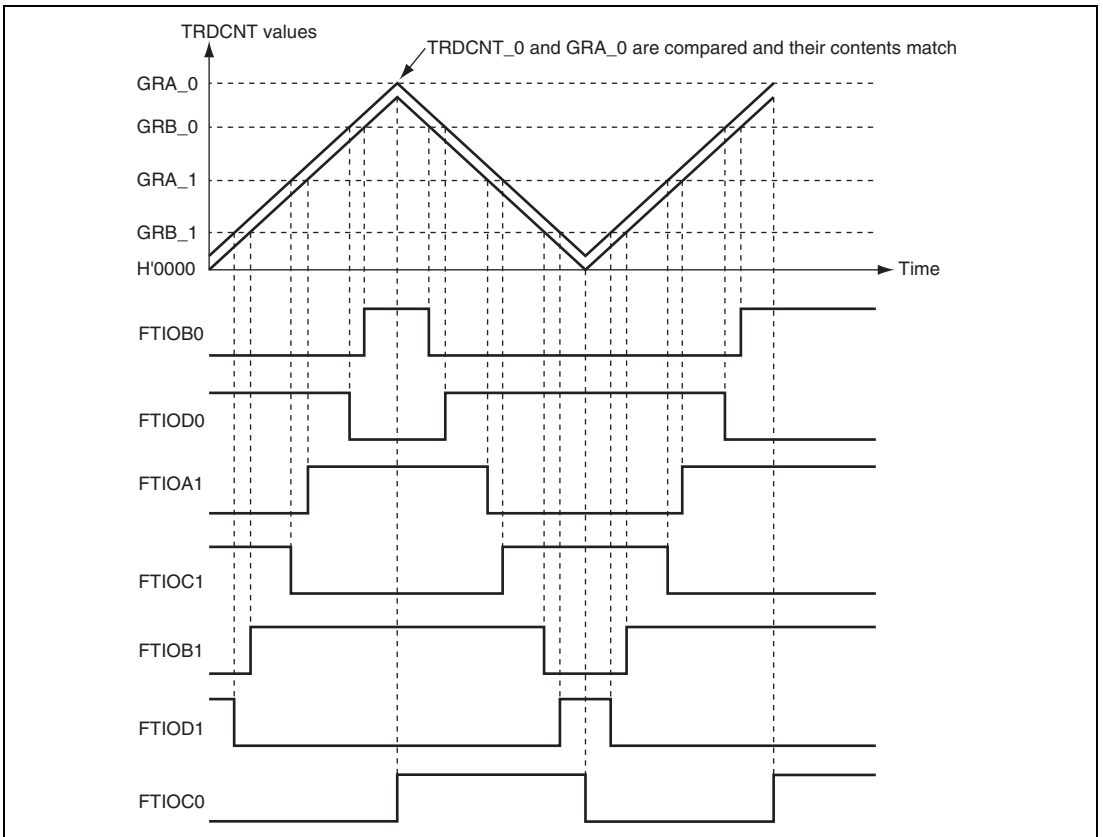 TRDCNT values
TRDCNT_0 and GRA_0 are compared and their contents match
GRA_0
GRB_0
GRA_1
GRB_1
H'0000
Time
FTIOB0
FTIOD0
FTIOA1
FTIOC1
FTIOB1
FTIOD1
FTIOC0